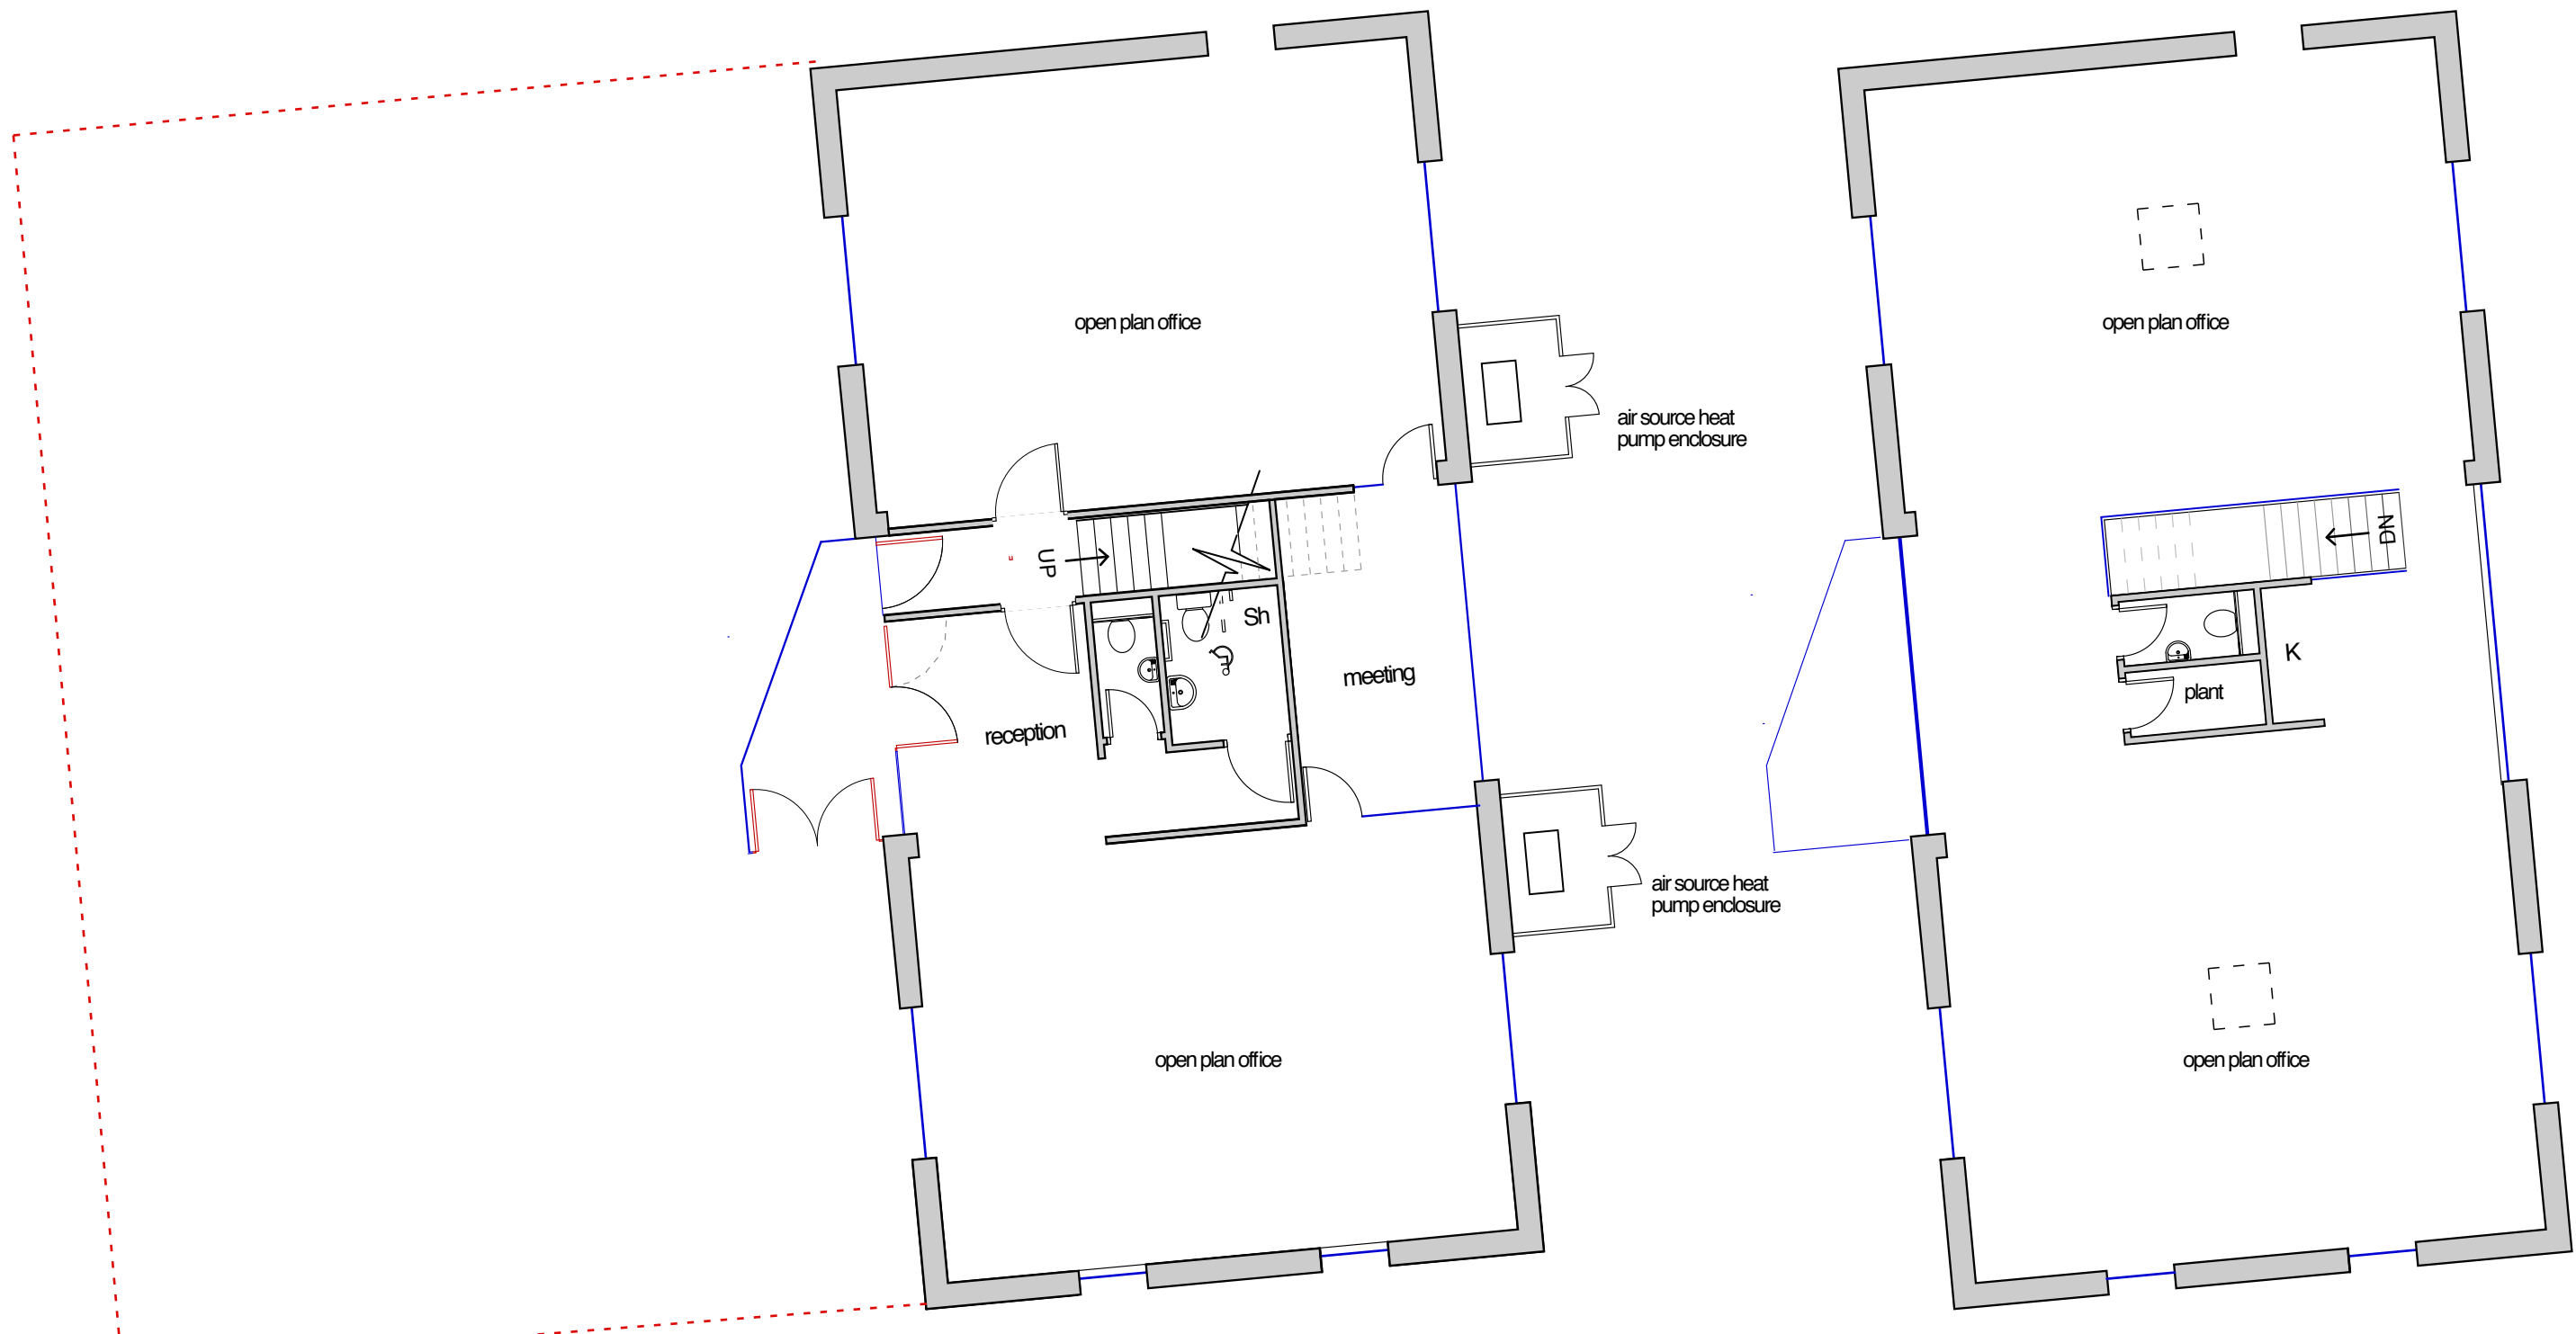 open plan office
open plan office
air source heat
pump enclosure
UP
DN
Sh
K
meeting
plant
reception
air source heat
pump enclosure
open plan office
open plan office